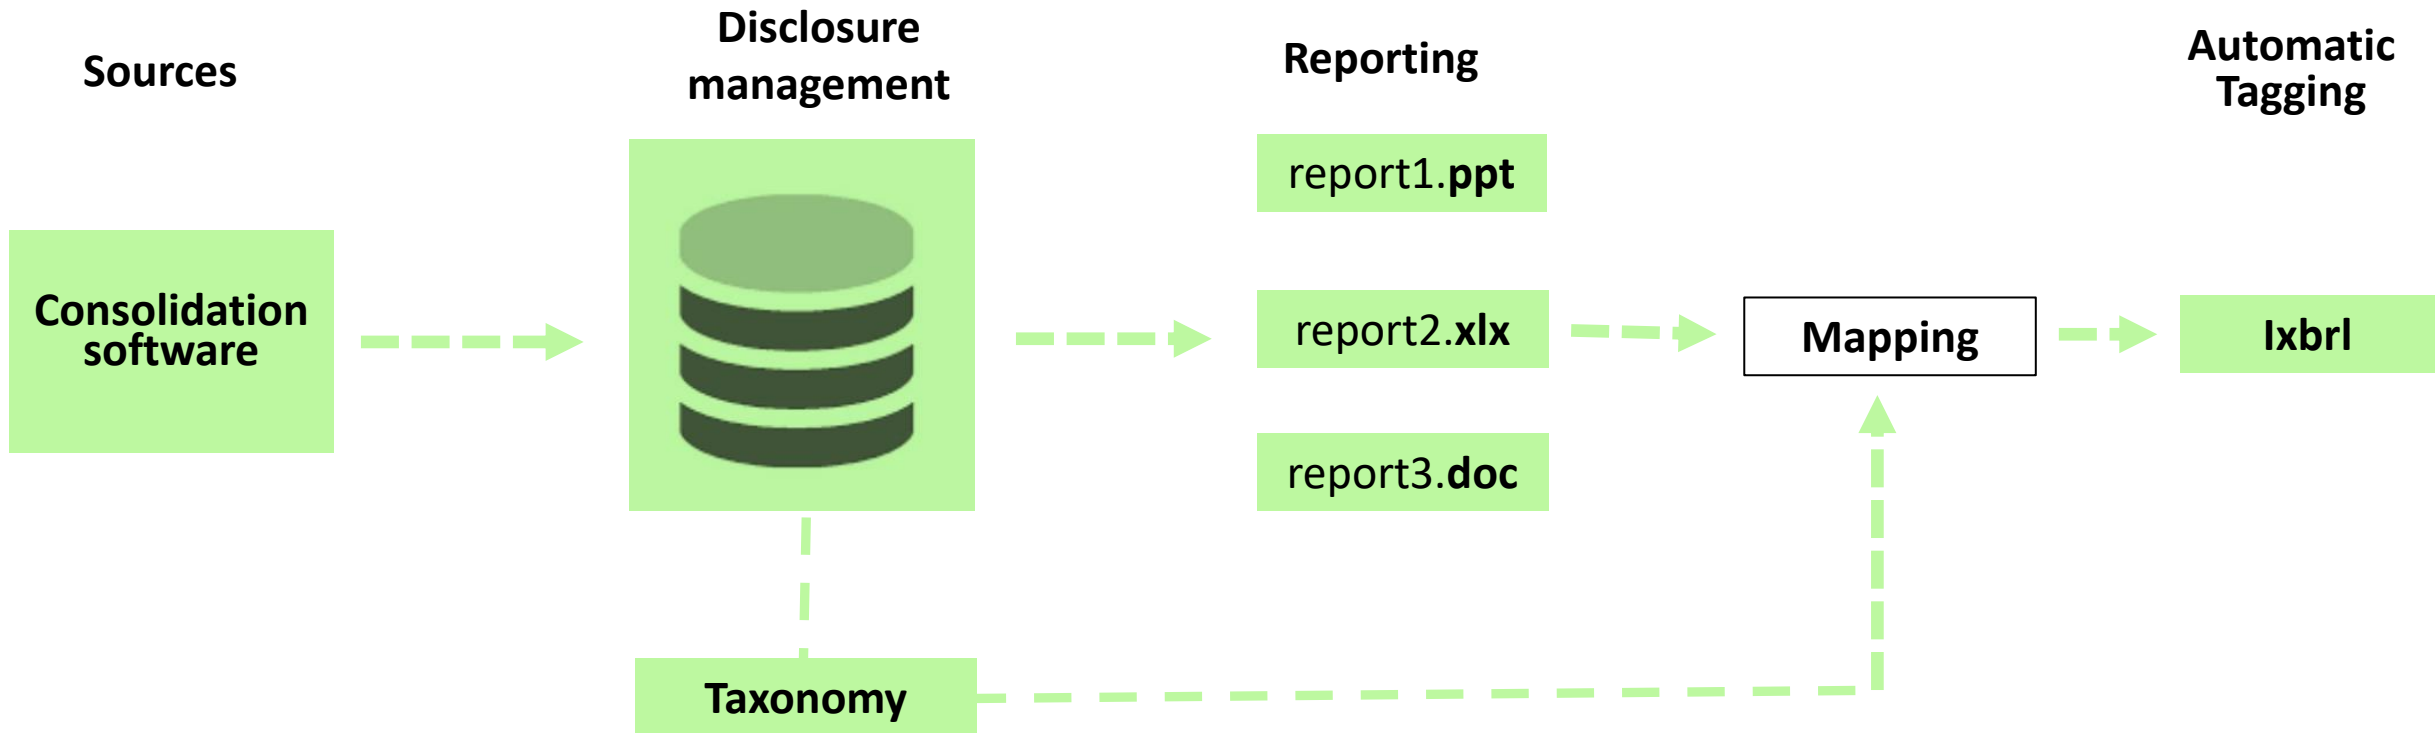 Sources
Disclosure
management
Reporting
Automatic
Tagging
Consolidation
software
report1.ppt
report2.xlx
report3.doc
Mapping
Ixbrl
Taxonomy